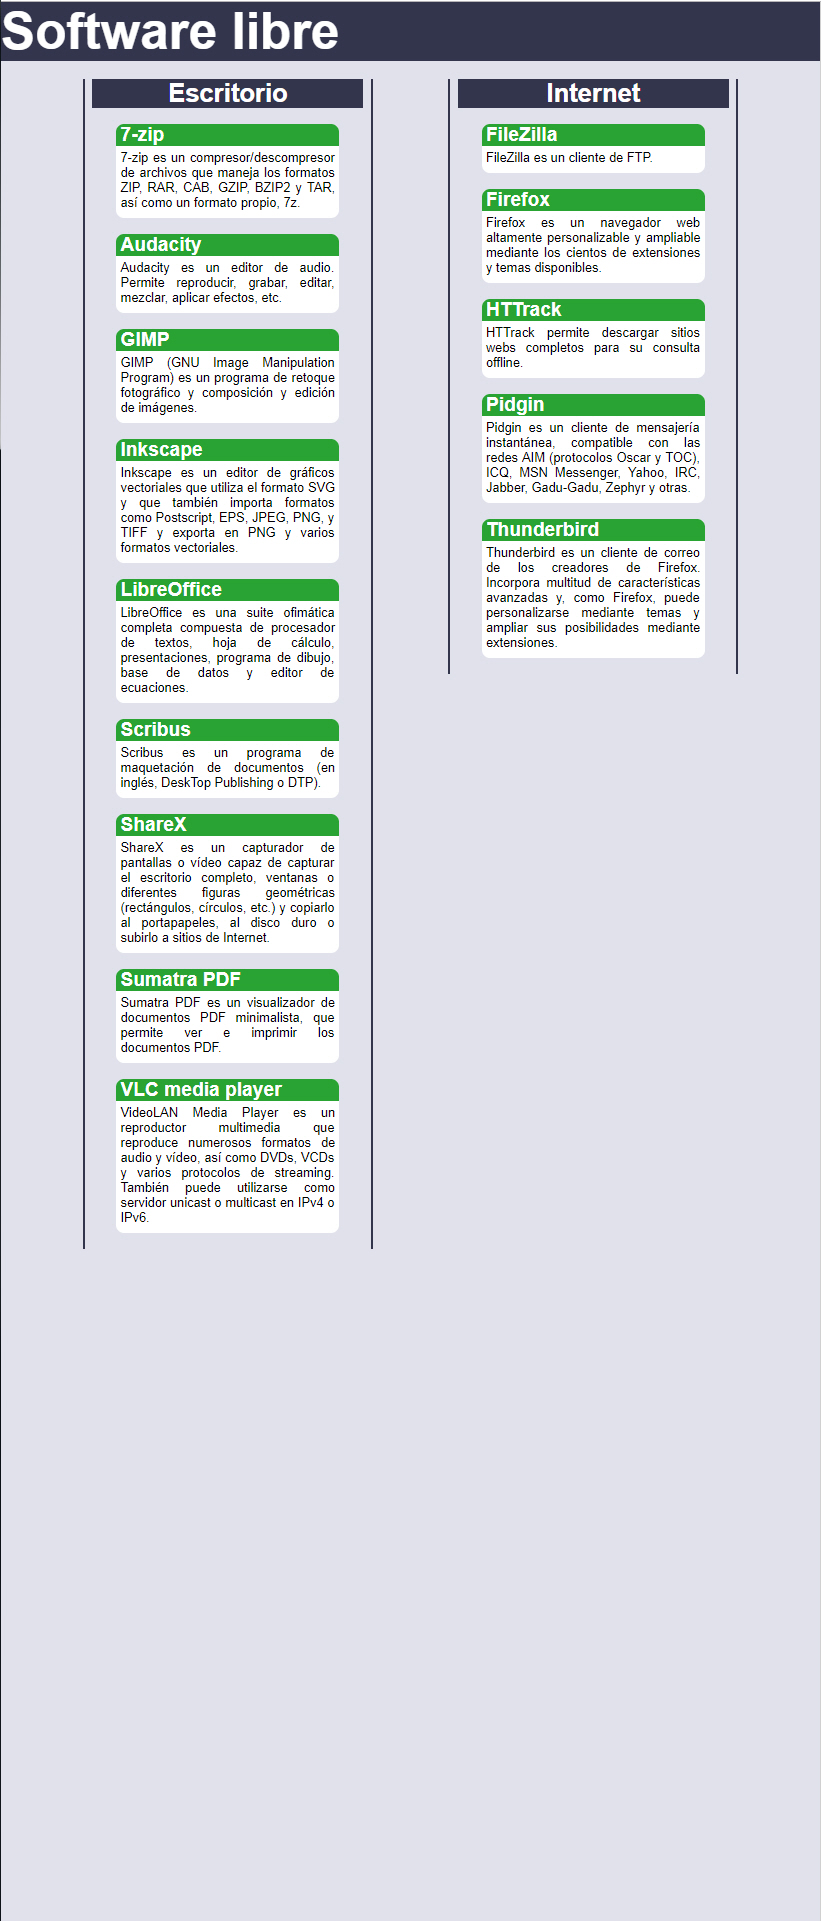 Software libre
Escritorio
7-zip
7-zip es un compresor/descompresor
de archivos que maneja los formatos
ZIP, RAR, CAB, GZIP, BZIP2 y TAR,
así como un formato propio, 7z.
Audacity
Audacity es un editor de audio.
Permite reproducir, grabar, editar,
mezclar, aplicar efectos, etc.
GIMP
GIMP (GNU Image Manipulation
Program) es un programa de retoque
fotográfico y composición y edición
de imágenes.
Inkscape
Inkscape es un editor de gráficos
vectoriales que utiliza el formato SVG
y que también importa formatos
como Postscript, EPS, JPEG, PNG, y
TIFF y exporta en PNG y varios
formatos vectoriales.
LibreOffice
LibreOffice es una suite ofimática
completa compuesta de procesador
de textos, hoja de cálculo,
presentaciones, programa de dibujo,
base de datos y editor de
ecuaciones.
Scribus
Scribus es un programa de
maquetación de documentos (en
inglés, DeskTop Publishing o DTP).
ShareX
ShareX es un capturador de
pantallas o vídeo capaz de capturar
el escritorio completo, ventanas o
diferentes figuras geométricas
(rectángulos, círculos, etc.) y copiarlo
al portapapeles, al disco duro o
subirlo a sitios de Internet.
Sumatra PDF
Sumatra PDF es un visualizador de
documentos PDF minimalista, que
permite ver e imprimir los
documentos PDF.
VLC media player
VideoLAN Media Player es un
reproductor multimedia que
reproduce numerosos formatos de
audio y vídeo, así como DVDs, VCDs
y varios protocolos de streaming.
También puede utilizarse como
servidor unicast o multicast en IPv4 o
IPv6.
Internet
FileZilla
FileZilla es un cliente de FTP.
Firefox
Firefox es un navegador web
altamente personalizable y ampliable
mediante los cientos de extensiones
y temas disponibles.
HTTrack
HTTrack permite descargar sitios
webs completos para su consulta
offline.
Pidgin
Pidgin es un cliente de mensajería
instantánea, compatible con las
redes AIM (protocolos Oscar y TOC),
ICQ, MSN Messenger, Yahoo, IRC,
Jabber, Gadu-Gadu, Zephyr y otras.
Thunderbird
Thunderbird es un cliente de correo
de los creadores de Firefox.
Incorpora multitud de características
avanzadas y, como Firefox, puede
personalizarse mediante temas y
ampliar sus posibilidades mediante
extensiones.